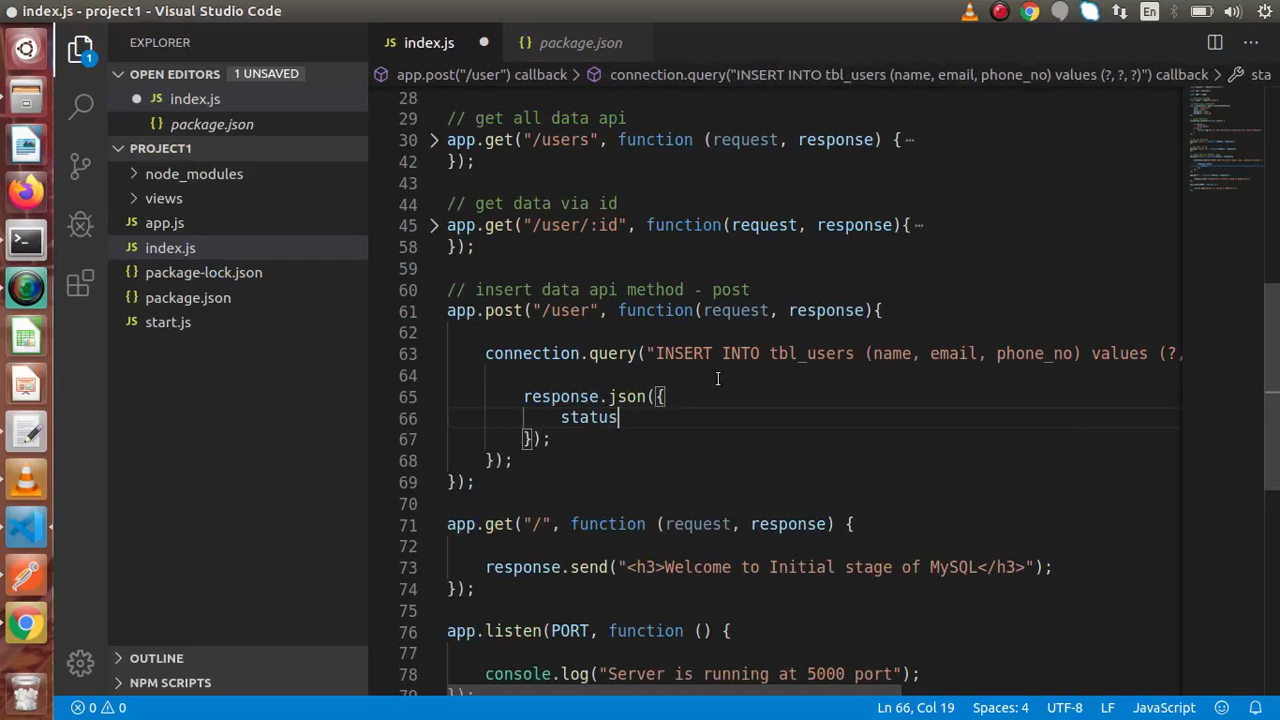 index.js - project1 - Visual Studio Code
En
1
EXPLORER
OPEN EDITORS 1 UNSAVED
index.js
package.json
PROJECT1
node_modules
views
app.js
index.js
package-lock.json
package.json
start.js
OUTLINE
NPM SCRIPTS
index.js
package.json
app.post("/user") callback
connection.query("INSERT INTO tbl_users (name, email, phone_no) values (?, ?, ?)") callback
sta
28
29 // get all data api
30 app.get("/users", function (request, response) {…
42 });
43
44 // get data via id
45 app.get("/user/:id", function(request, response){…
58 });
59
60 // insert data api method - post
61 app.post("/user", function(request, response){
62
63 connection.query("INSERT INTO tbl_users (name, email, phone_no) values (?,
64
65 response.json({
66 status
67 });
68 });
69 });
70
71 app.get("/", function (request, response) {
72
73 response.send("<h3>Welcome to Initial stage of MySQL</h3>");
74 });
75
76 app.listen(PORT, function () {
77
78 console.log("Server is running at 5000 port");
79 });
0 0
Ln 66, Col 19
Spaces: 4
UTF-8
LF
JavaScript